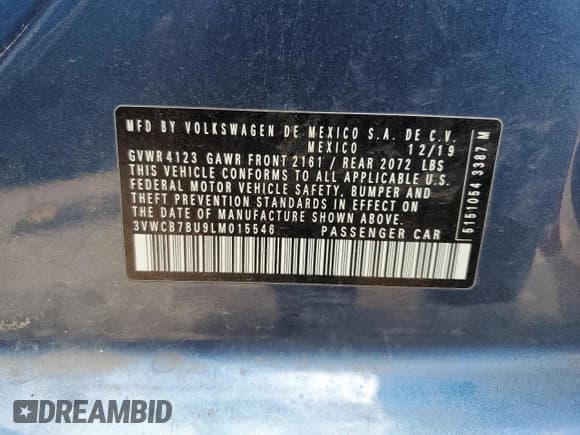 MFD BY VOLKSWAGEN DE MEXICO S.A. DE C.V.
MEXICO 12/19
GVWR 4123 GAWR FRONT 2161 / REAR 2072 LBS
THIS VEHICLE CONFORMS TO ALL APPLICABLE U.S.
FEDERAL MOTOR VEHICLE SAFETY, BUMPER AND
THEFT PREVENTION STANDARDS IN EFFECT ON
THE DATE OF MANUFACTURE SHOWN ABOVE.
3VWCB7BU9LM015546 PASSENGER CAR
5151054 3387 M
DREAMBID